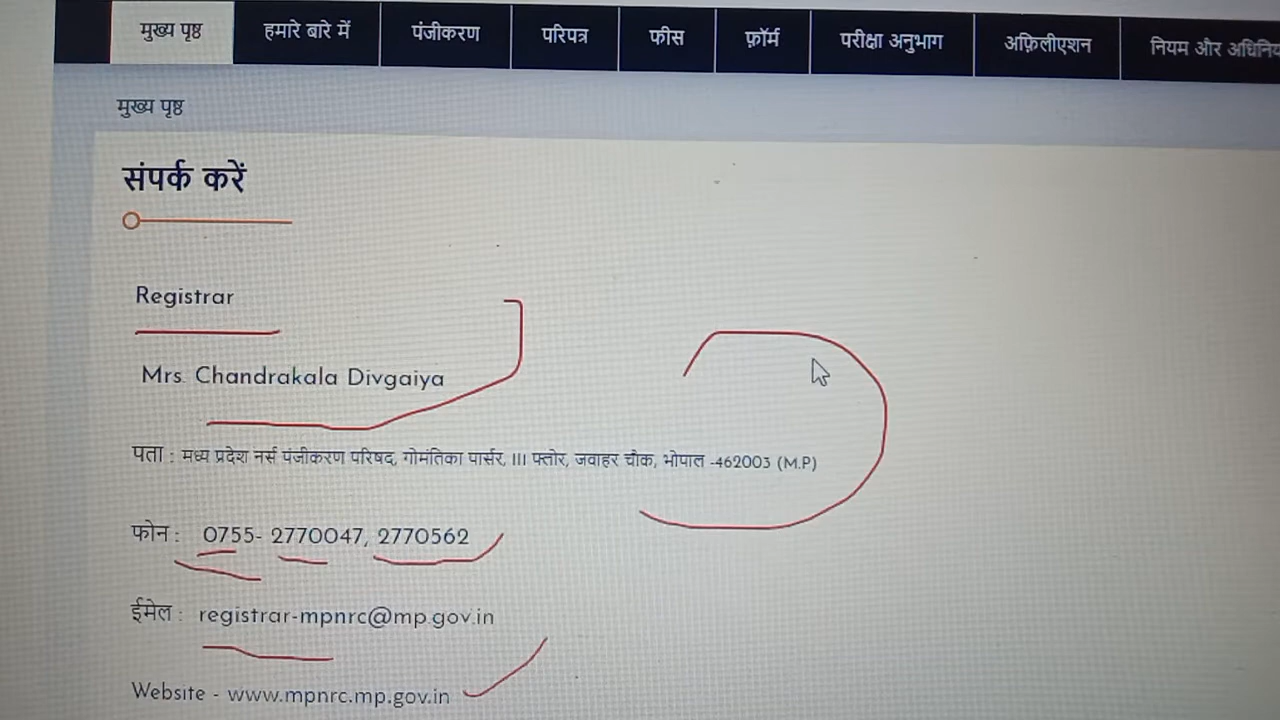 मुख्य पृष्ठ हमारे बारे में पंजीकरण परिपत्र फीस फ़ॉर्म परीक्षा अनुभाग अफ़िलीएशन नियम और
मुख्य पृष्ठ
संपर्क करें
Registrar
Mrs. Chandrakala Divgaiya
पता : मध्य प्रदेश नर्स पंजीकरण परिषद, गोमंतिका पार्सर, III फ्लोर, जवाहर चौक, भोपाल -462003 (M.P)
फोन : 0755- 2770047, 2770562
ईमेल : registrar-mpnrc@mp.gov.in
Website - www.mpnrc.mp.gov.in